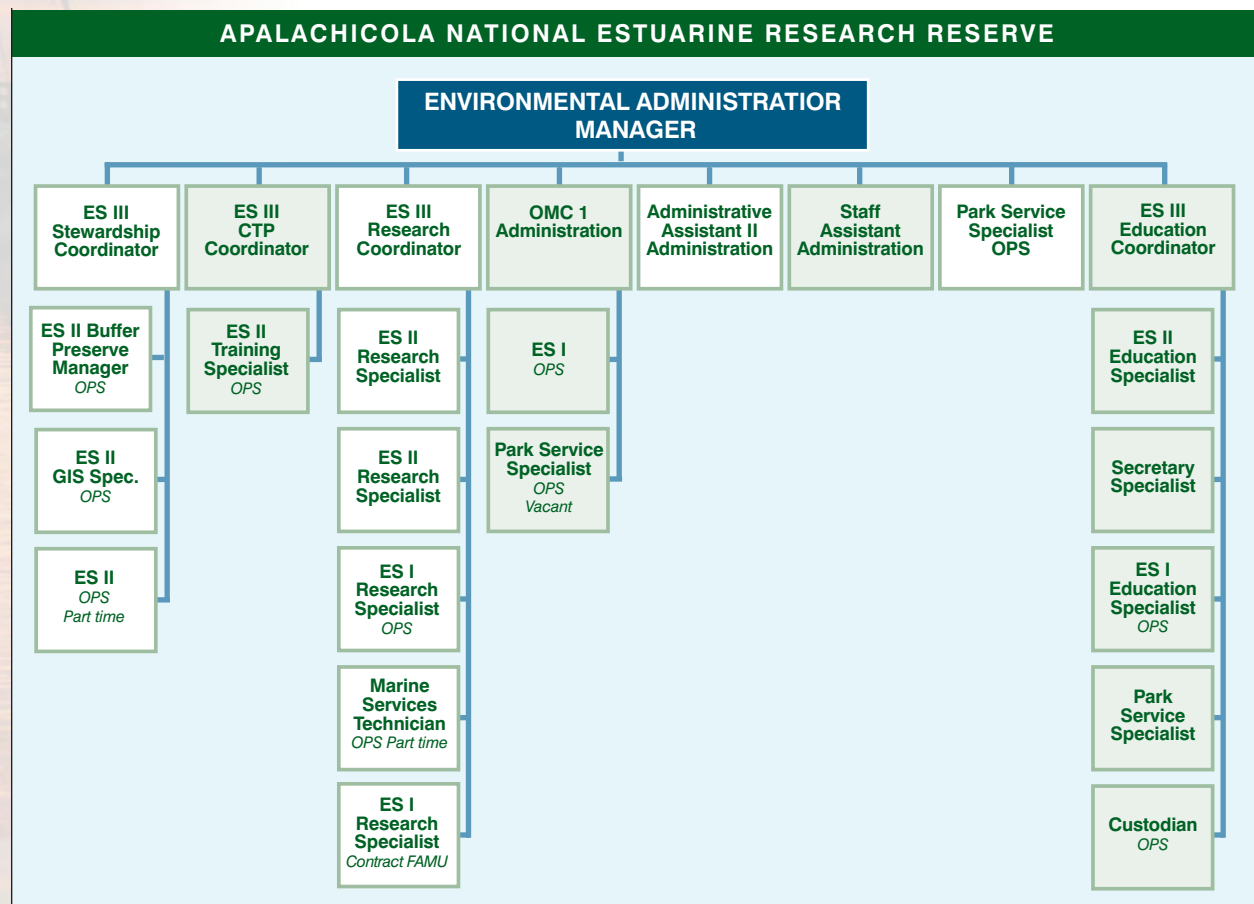 APALACHICOLA NATIONAL ESTUARINE RESEARCH RESERVE
ENVIRONMENTAL ADMINISTRATIOR
MANAGER
ES III
Stewardship
Coordinator
ES III
CTP
Coordinator
ES III
Research
Coordinator
OMC 1
Administration
Administrative
Assistant II
Administration
Staff
Assistant
Administration
Park Service
Specialist
OPS
ES III
Education
Coordinator
ES II Buffer
Preserve
Manager
OPS
ES II
GIS Spec.
OPS
ES II
OPS
Part time
ES II
Training
Specialist
OPS
ES II
Research
Specialist
ES II
Research
Specialist
ES I
Research
Specialist
OPS
Marine
Services
Technician
OPS Part time
ES I
Research
Specialist
Contract FAMU
ES I
OPS
Park Service
Specialist
OPS
Vacant
ES II
Education
Specialist
Secretary
Specialist
ES I
Education
Specialist
OPS
Park
Service
Specialist
Custodian
OPS